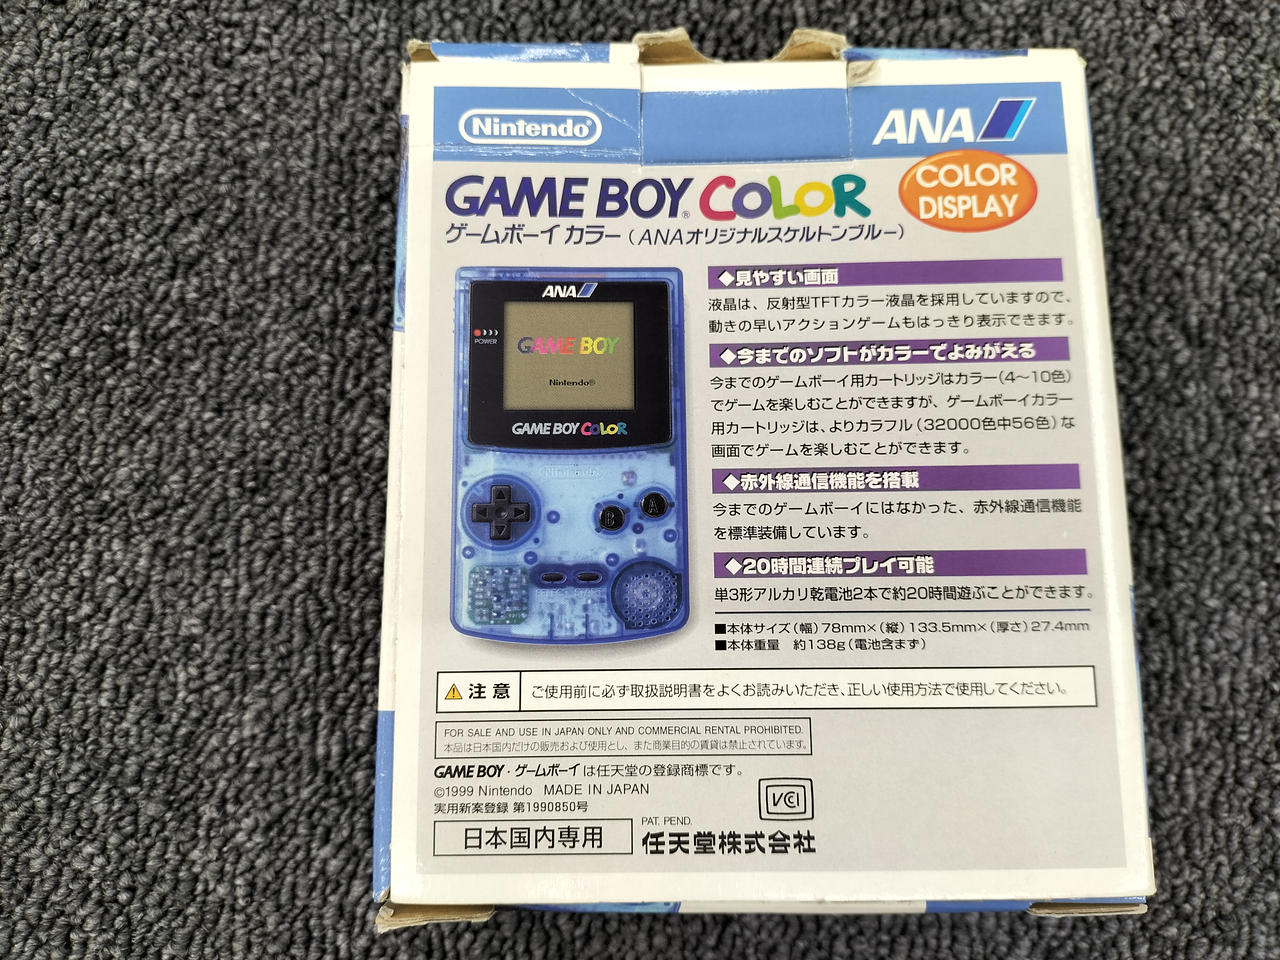 Nintendo®
ANA
GAME BOY® COLOR
COLOR
DISPLAY
ゲームボーイ カラー(ANAオリジナルスケルトンブルー)
ANA
POWER
GAME BOY
Nintendo®
GAME BOY COLOR
Nintendo
B
A
SELECT START
◆見やすい画面
液晶は、反射型TFTカラー液晶を採用していますので、
動きの早いアクションゲームもはっきり表示できます。
◆今までのソフトがカラーでよみがえる
今までのゲームボーイ用カートリッジはカラー(4〜10色)
でゲームを楽しむことができますが、ゲームボーイカラー
用カートリッジは、よりカラフル(32000色中56色)な
画面でゲームを楽しむことができます。
◆赤外線通信機能を搭載
今までのゲームボーイにはなかった、赤外線通信機能
を標準装備しています。
◆20時間連続プレイ可能
単3形アルカリ乾電池2本で約20時間遊ぶことができます。
■本体サイズ(幅)78mm×(縦)133.5mm×(厚さ)27.4mm
■本体重量 約138g(電池含まず)
注意 ご使用前に必ず取扱説明書をよくお読みいただき、正しい使用方法で使用してください。
FOR SALE AND USE IN JAPAN ONLY AND COMMERCIAL RENTAL PROHIBITED.
本品は日本国内だけの販売および使用とし、また商業目的の賃貸は禁止されています。
GAME BOY・ゲームボーイは任天堂の登録商標です。
©1999 Nintendo MADE IN JAPAN
実用新案登録 第1990850号
VCI
PAT. PEND.
日本国内専用
任天堂株式会社